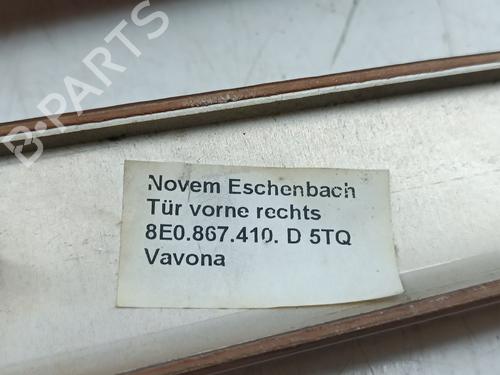 B-PARTS
Novem Eschenbach
Tür vorne rechts
8E0.867.410. D 5TQ
Vavona